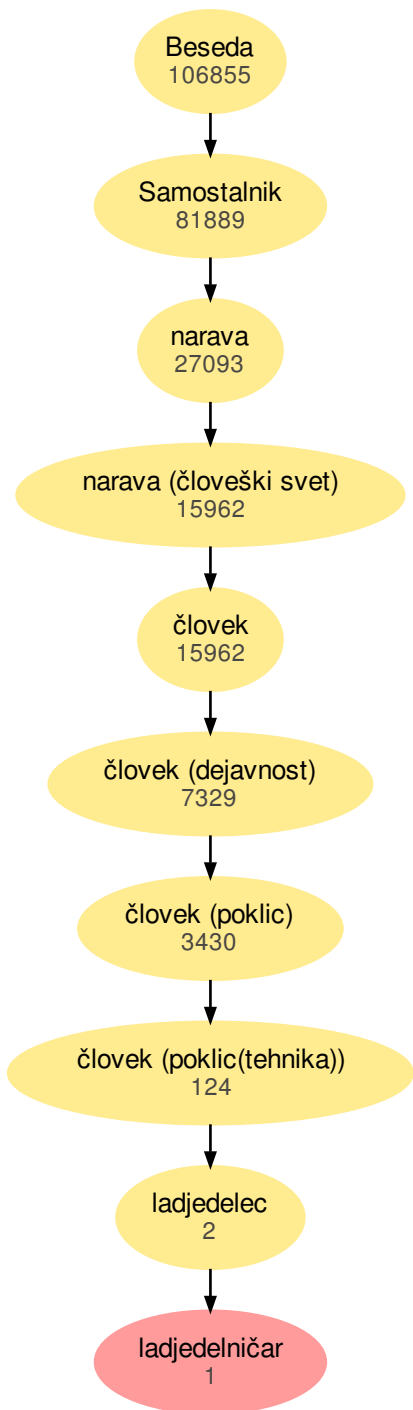 Beseda
106855
Samostalnik
81889
narava
27093
narava (človeški svet)
15962
človek
15962
človek (dejavnost)
7329
človek (poklic)
3430
človek (poklic(tehnika))
124
ladjedelec
2
ladjedelničar
1